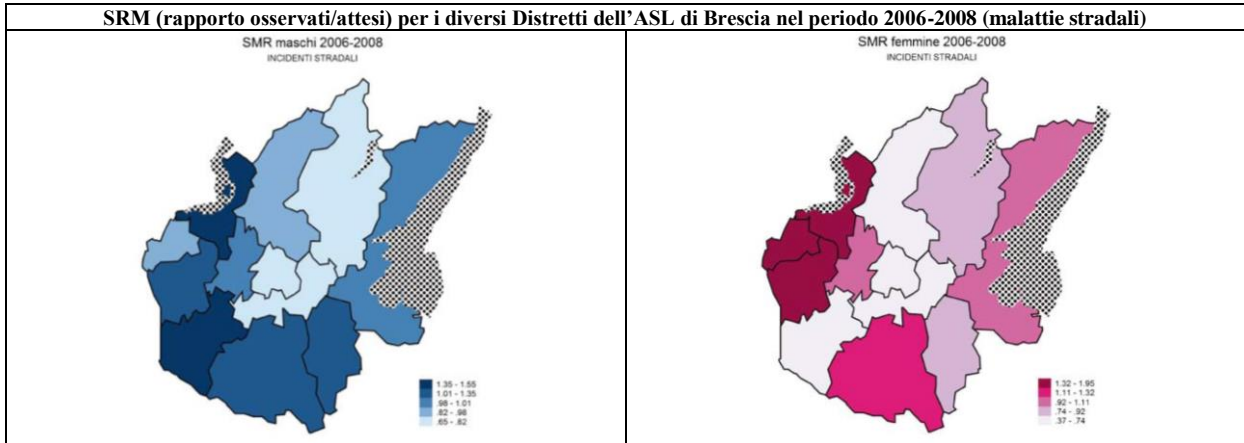 SRM (rapporto osservati/attesi) per i diversi Distretti dell’ASL di Brescia nel periodo 2006-2008 (malattie stradali)
SMR maschi 2006-2008
INCIDENTI STRADALI
1.35 - 1.55
1.01 - 1.35
.98 - 1.01
.82 - .98
.65 - .82
SMR femmine 2006-2008
INCIDENTI STRADALI
1.32 - 1.95
1.11 - 1.32
.92 - 1.11
.74 - .92
.37 - .74